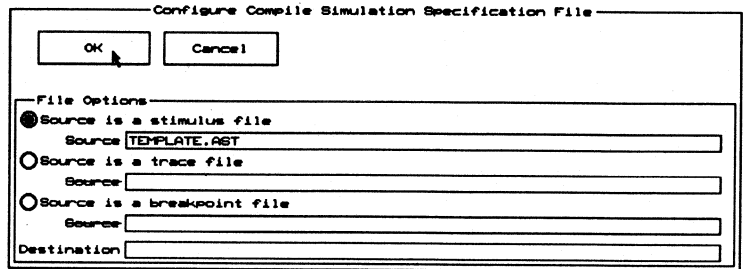 Configure Compile Simulation Specification File
OK Cancel
File Options
Source is a stimulus file
Source TEMPLATE.AST
Source is a trace file
Source
Source is a breakpoint file
Source
Destination